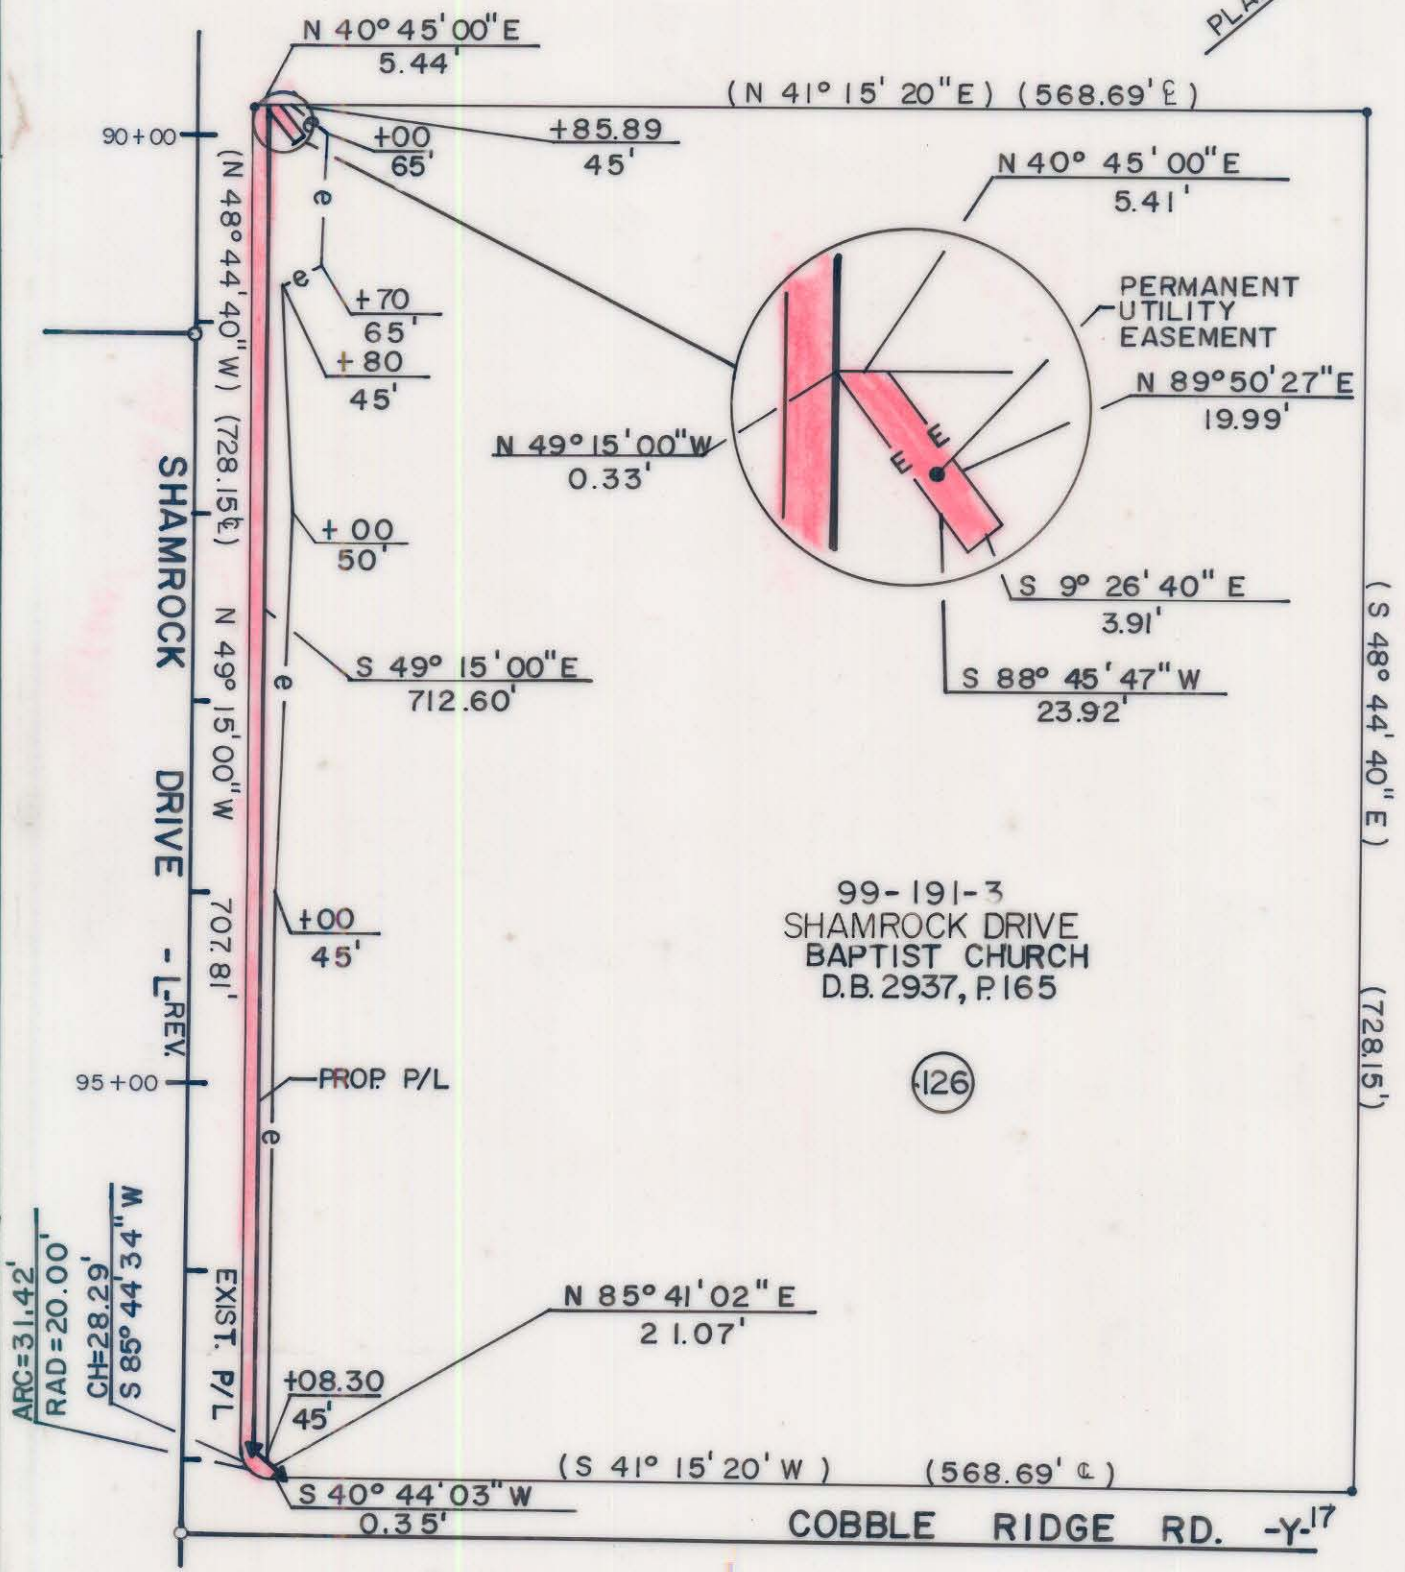 PLA
N 40° 45' 00" E
5.44'
(N 41° 15' 20" E) (568.69' ℄)
90+00
+00
65'
+85.89
45'
N 40° 45' 00" E
5.41'
(N 48° 44' 40" W) (728.15' ℄)
e
e
+70
65'
+80
45'
PERMANENT
UTILITY
EASEMENT
N 89° 50' 27" E
19.99'
N 49° 15' 00" W
0.33'
E
E
+00
50'
S 9° 26' 40" E
3.91'
S 49° 15' 00" E
712.60'
e
S 88° 45' 47" W
23.92'
(S 48° 44' 40" E)
(728.15')
SHAMROCK DRIVE -L-REV.
N 49° 15' 00" W 707.81'
+00
45'
99-191-3
SHAMROCK DRIVE
BAPTIST CHURCH
D.B. 2937, P. 165
126
95+00
PROP. P/L
e
EXIST. P/L
ARC=31.42'
RAD=20.00'
CH=28.29'
S 85° 44' 34" W
N 85° 41' 02" E
21.07'
+08.30
45'
(S 41° 15' 20' W) (568.69' ℄)
S 40° 44' 03" W
0.35'
COBBLE RIDGE RD. -Y-17